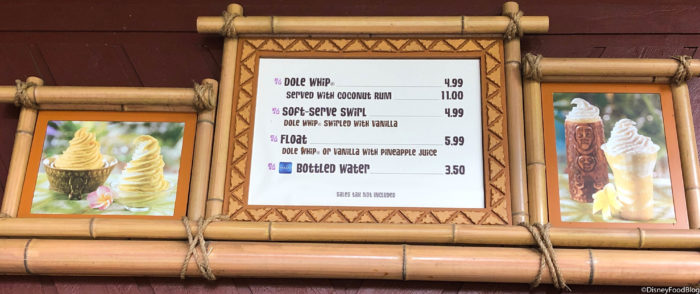 Dole Whip® 4.99
Served with Coconut Rum 11.00
Soft-Serve Swirl 4.99
Dole Whip® Swirled with Vanilla
Float 5.99
Dole Whip® or Vanilla with Pineapple Juice
Bottled Water 3.50
Sales tax not included
©DisneyFoodBlog